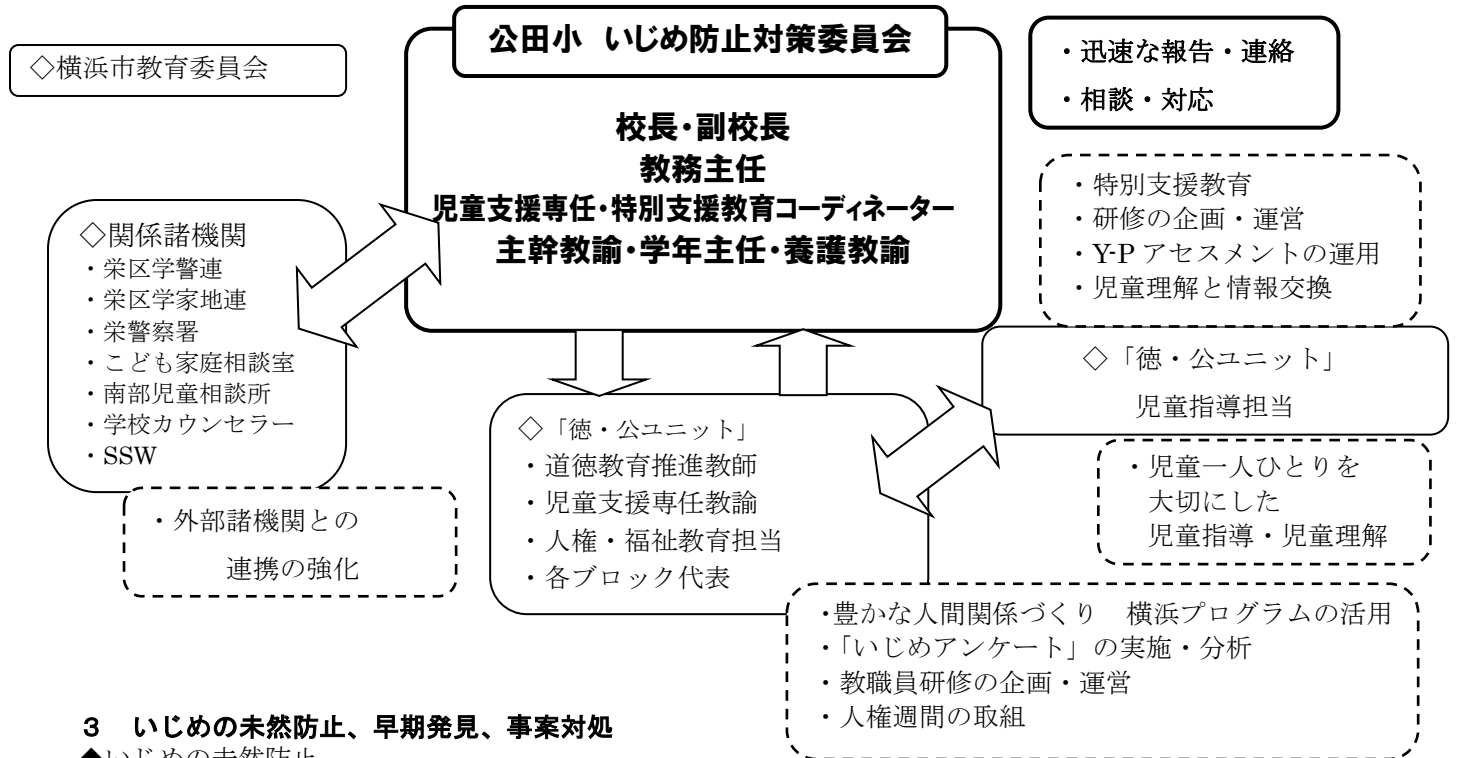 公田小 いじめ防止対策委員会
校長・副校長
教務主任
児童支援専任・特別支援教育コーディネーター
主幹教諭・学年主任・養護教諭
◇横浜市教育委員会
・迅速な報告・連絡
・相談・対応
◇関係諸機関
・栄区学警連
・栄区学家地連
・栄警察署
・こども家庭相談室
・南部児童相談所
・学校カウンセラー
・SSW
・外部諸機関との
連携の強化
・特別支援教育
・研修の企画・運営
・Y-P アセスメントの運用
・児童理解と情報交換
◇「徳・公ユニット」
児童指導担当
・児童一人ひとりを
大切にした
児童指導・児童理解
◇「徳・公ユニット」
・道徳教育推進教師
・児童支援専任教諭
・人権・福祉教育担当
・各ブロック代表
・豊かな人間関係づくり 横浜プログラムの活用
・「いじめアンケート」の実施・分析
・教職員研修の企画・運営
・人権週間の取組
3 いじめの未然防止、早期発見、事案対処
◆いじめの未然防止